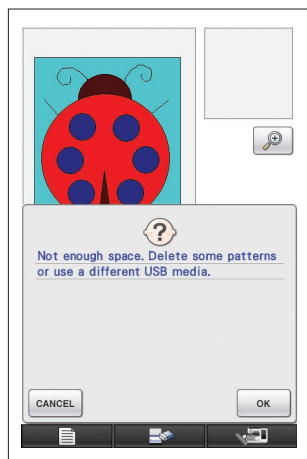 Not enough space. Delete some patterns
or use a different USB media.
CANCEL
OK